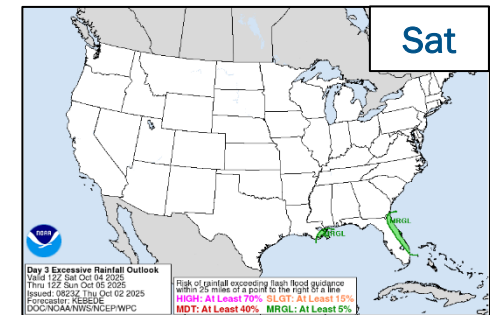 Sat
MRGL
MRGL
noaa
Day 3 Excessive Rainfall Outlook
Valid 12Z Sat Oct 04 2025
Thru 12Z Sun Oct 05 2025
Issued: 0823Z Thu Oct 02 2025
Forecaster: KEBEDE
DOC/NOAA/NWS/NCEP/WPC
Risk of rainfall exceeding flash flood guidance
within 25 miles of a point to the right of a line
HIGH: At Least 70% SLGT: At Least 15%
MDT: At Least 40% MRGL: At Least 5%